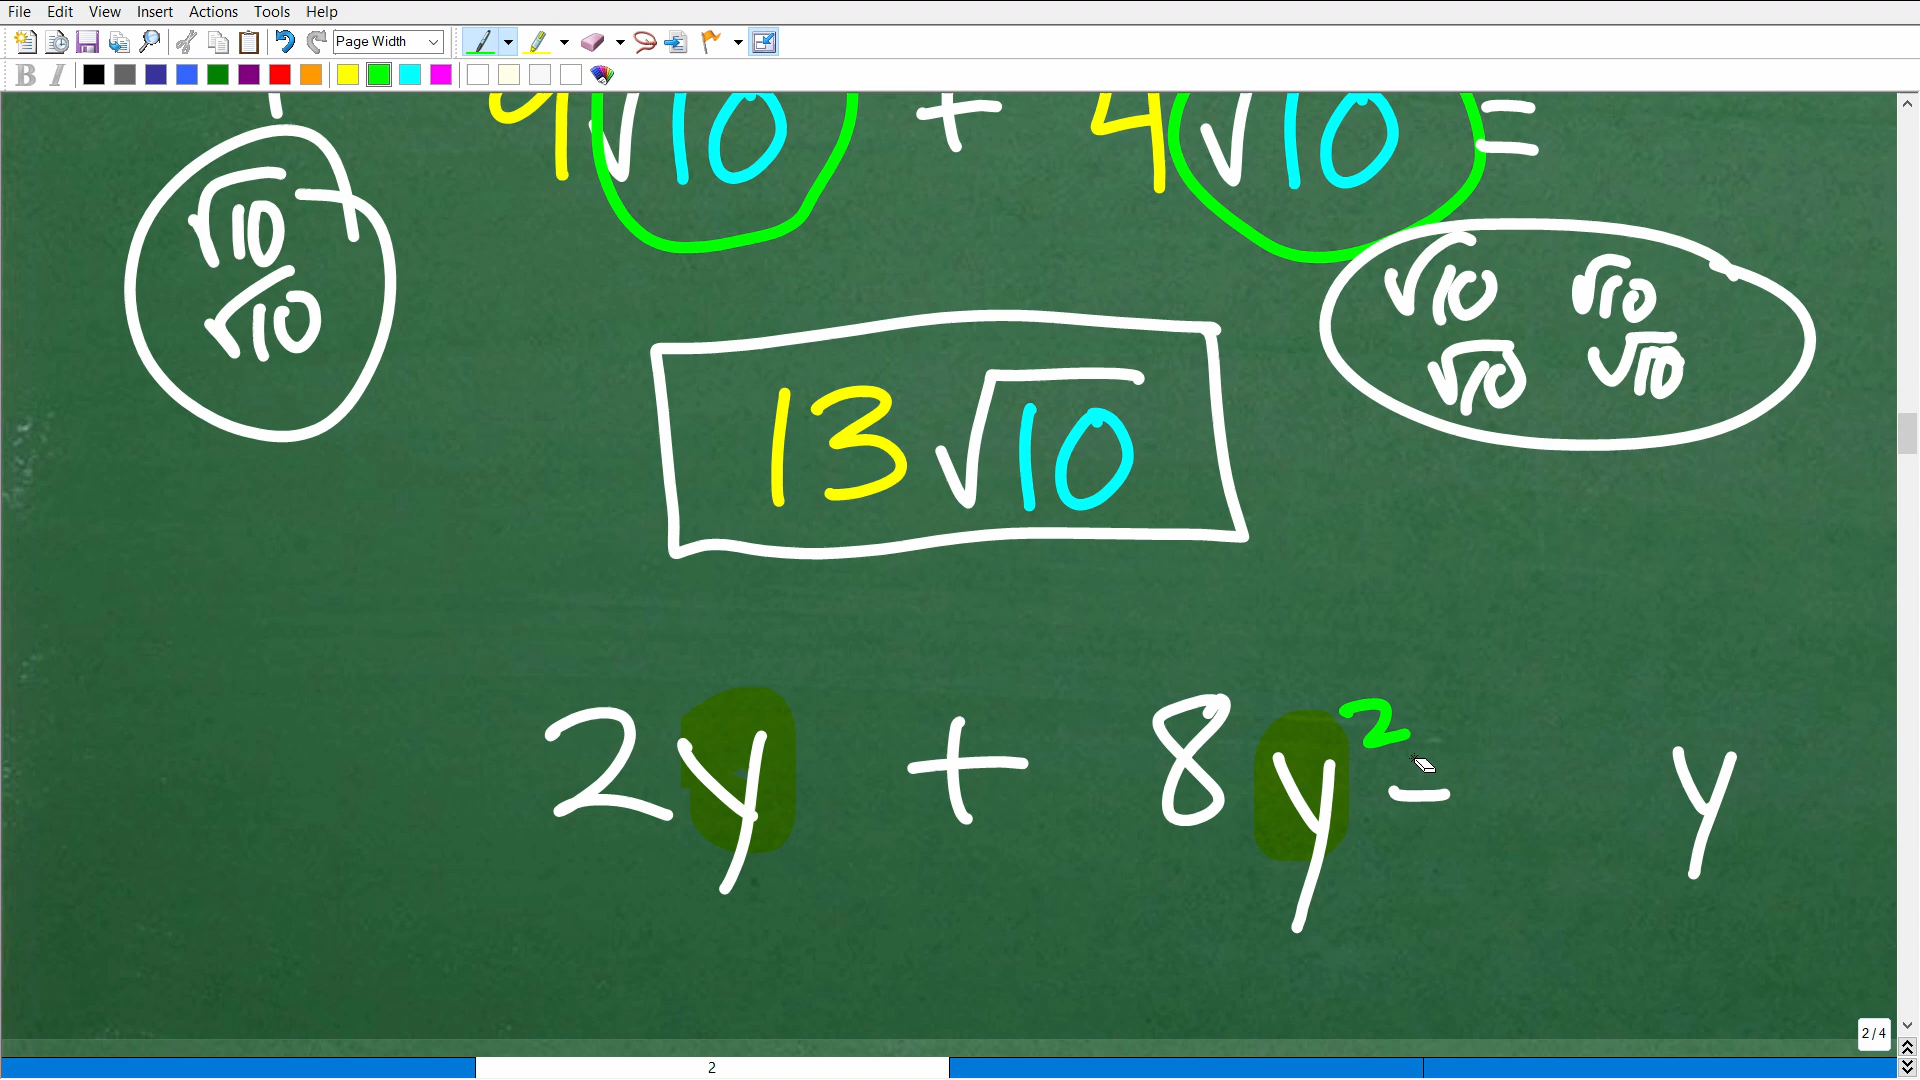 File Edit View Insert Actions Tools Help
Page Width
B I
9√10 + 4√10 =
√10
√10
√10 √10
√10 √10
13√10
2y + 8y² - y
2 / 4
2